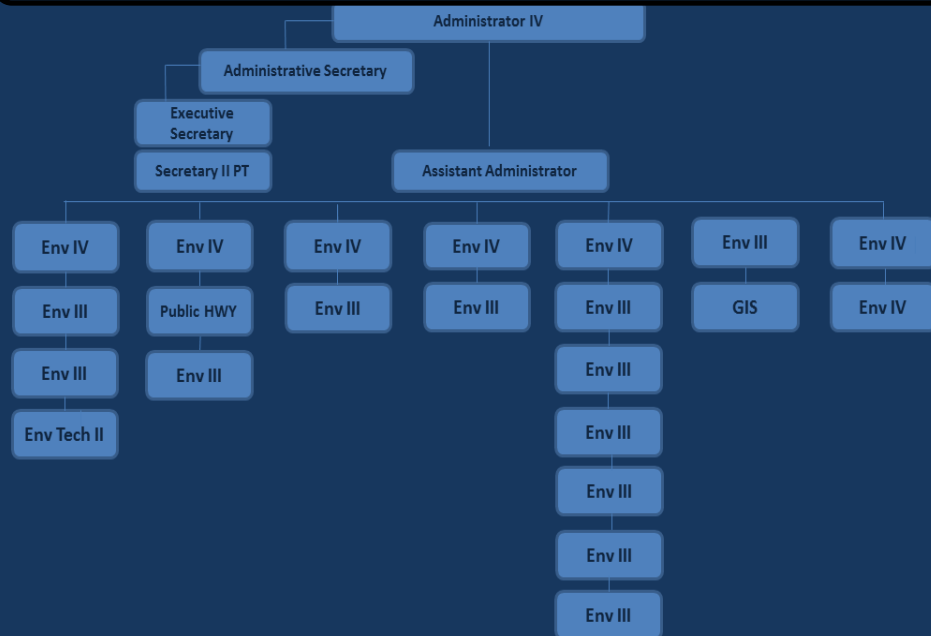 Administrator IV
Administrative Secretary
Executive
Secretary
Secretary II PT
Assistant Administrator
Env IV
Env IV
Env IV
Env IV
Env IV
Env III
Env IV
Env III
Public HWY
Env III
Env III
Env III
GIS
Env IV
Env III
Env III
Env III
Env Tech II
Env III
Env III
Env III
Env III